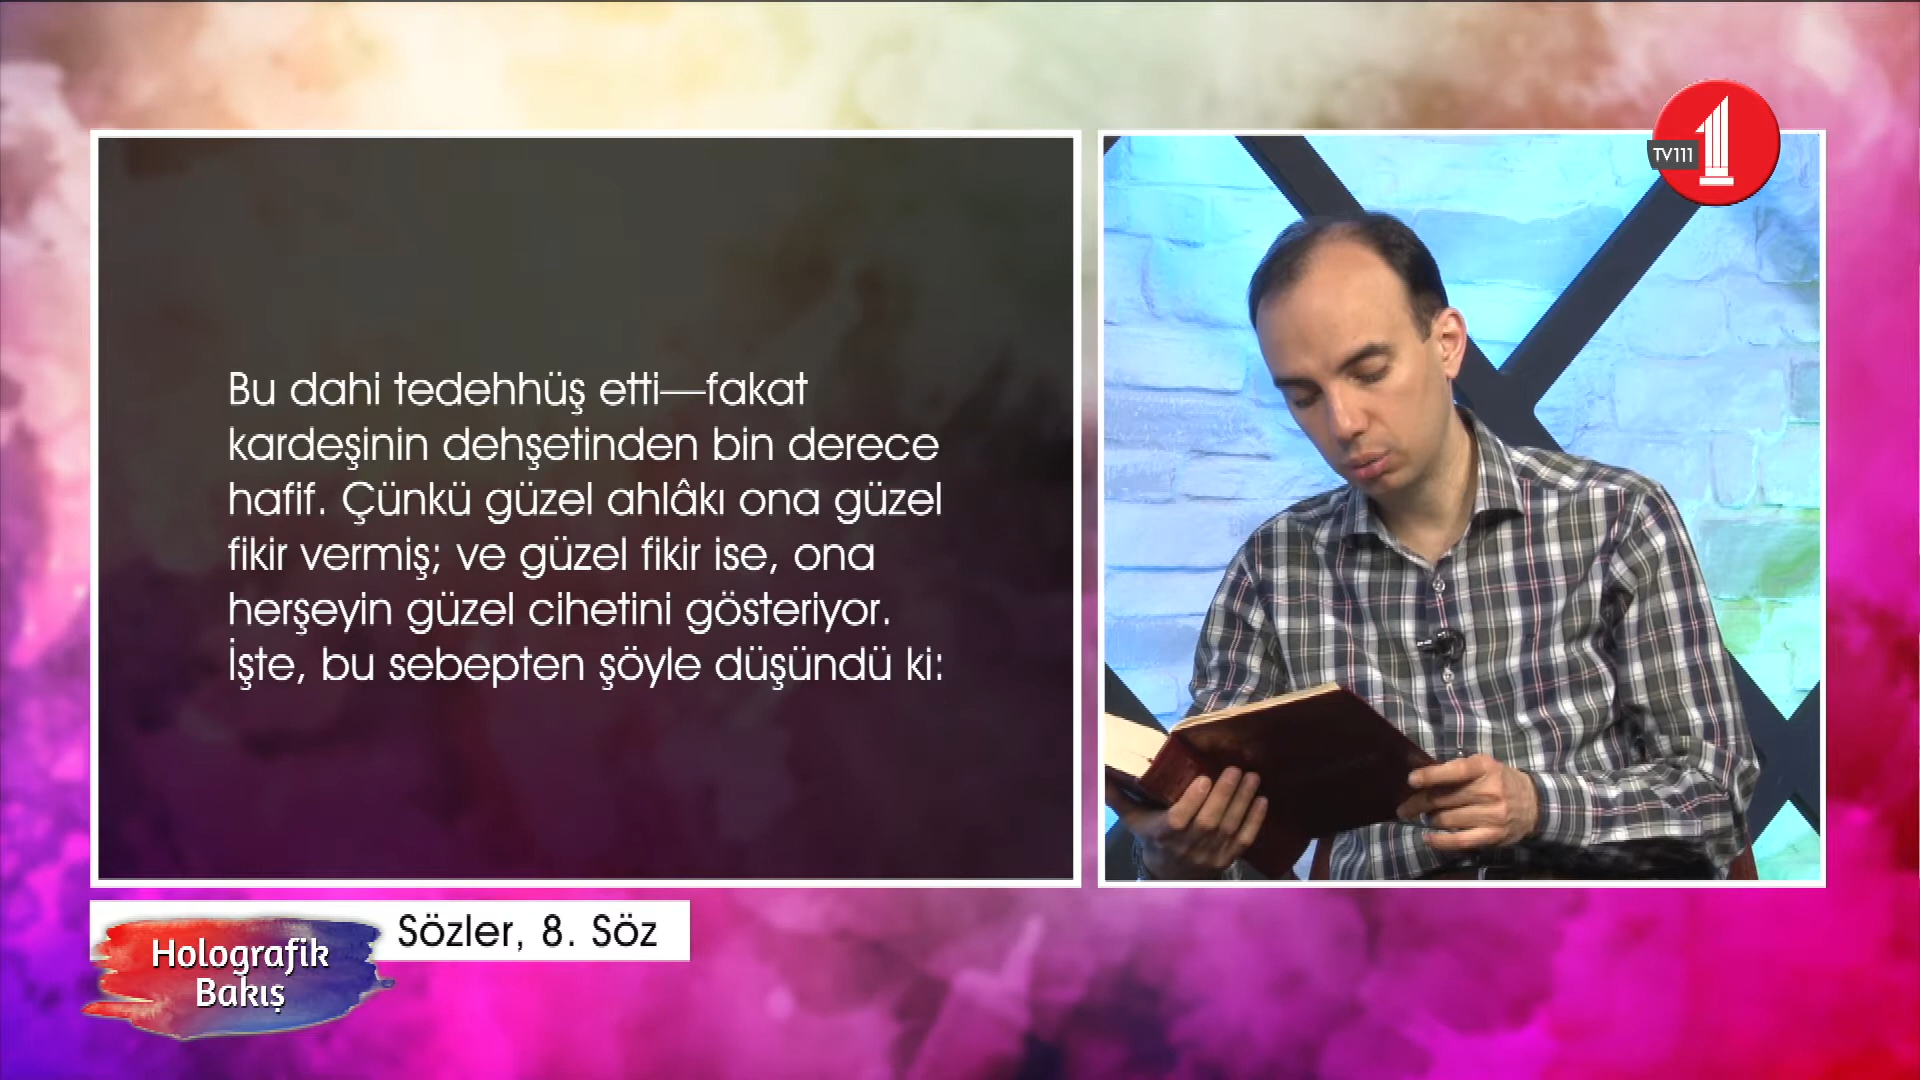 TV111
Bu dahi tedehhüş etti—fakat
kardeşinin dehşetinden bin derece
hafif. Çünkü güzel ahlâkı ona güzel
fikir vermiş; ve güzel fikir ise, ona
herşeyin güzel cihetini gösteriyor.
İşte, bu sebepten şöyle düşündü ki:
Sözler, 8. Söz
Holografik
Bakış